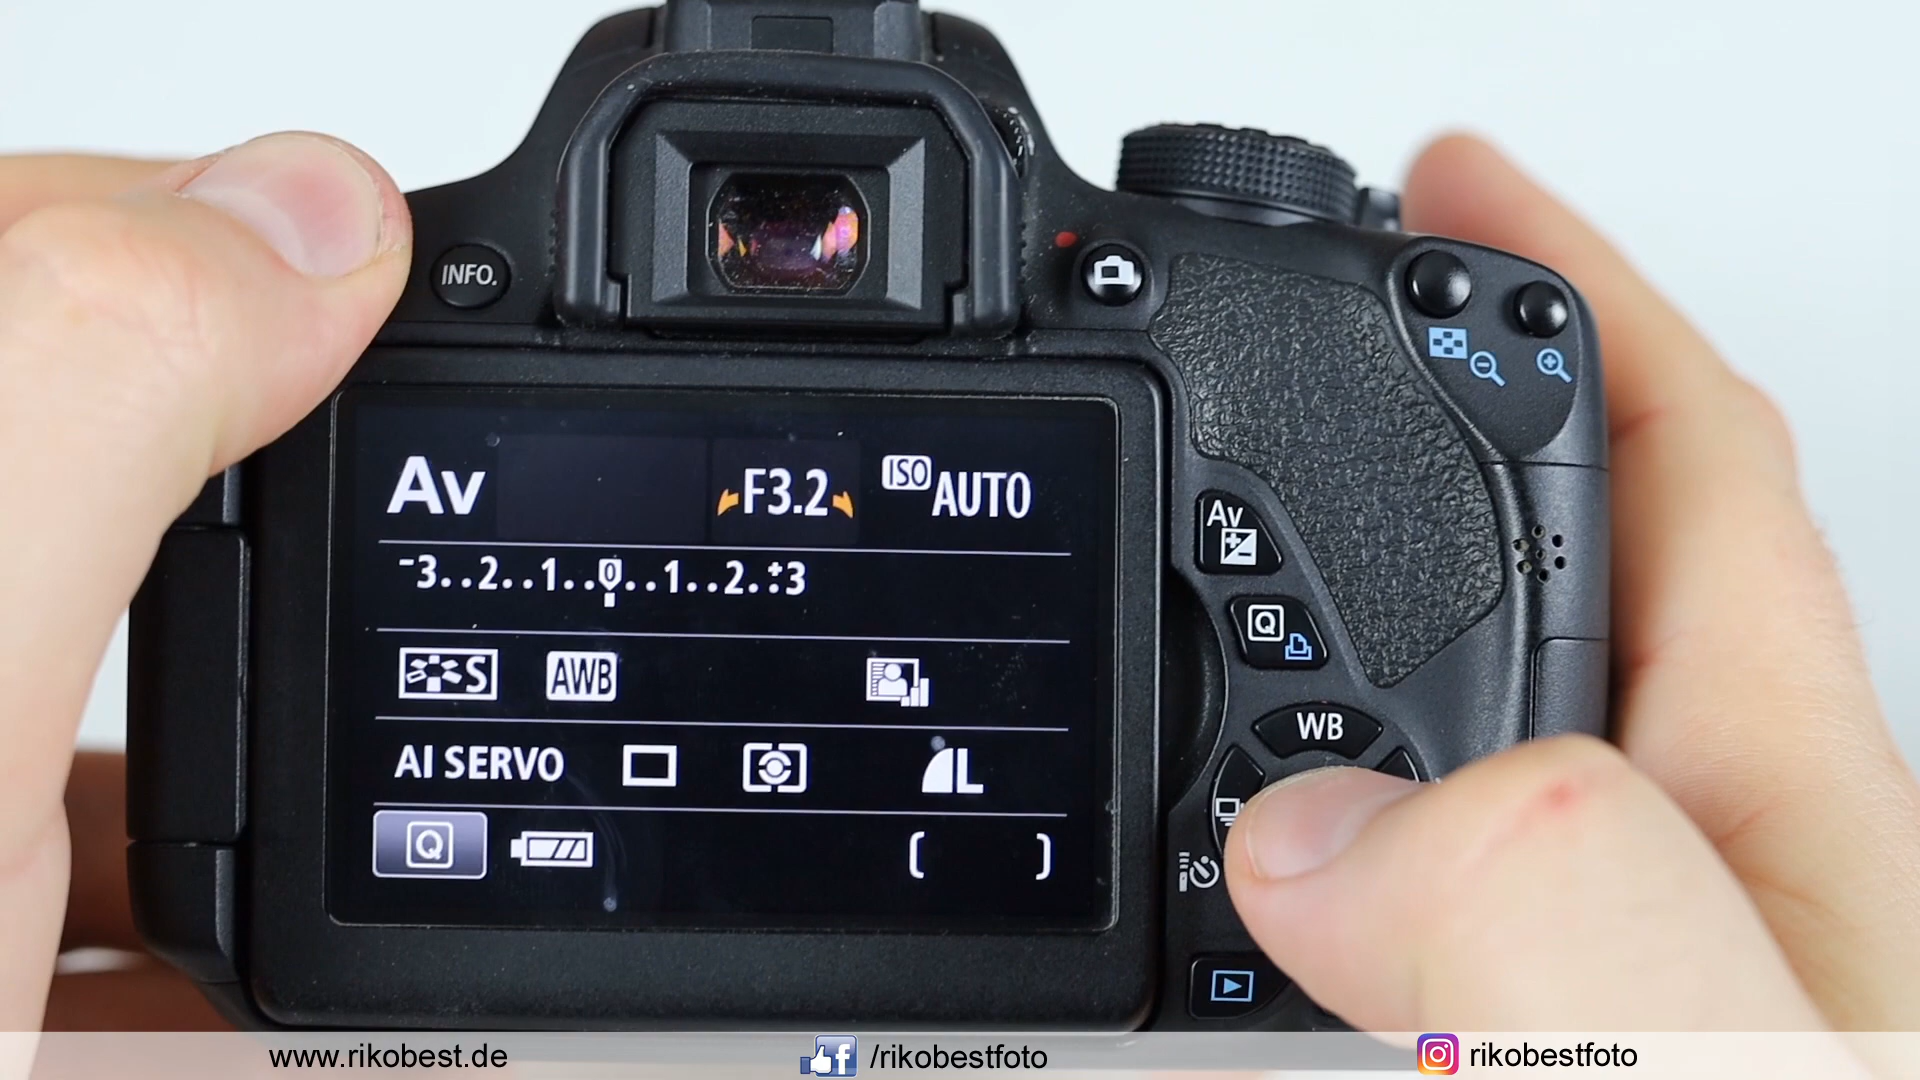 INFO.
Av F3.2 ISO AUTO
-3..2..1..0..1..2.:+3
S AWB
AI SERVO L
Q [ ]
Av
Q
WB
www.rikobest.de /rikobestfoto rikobestfoto